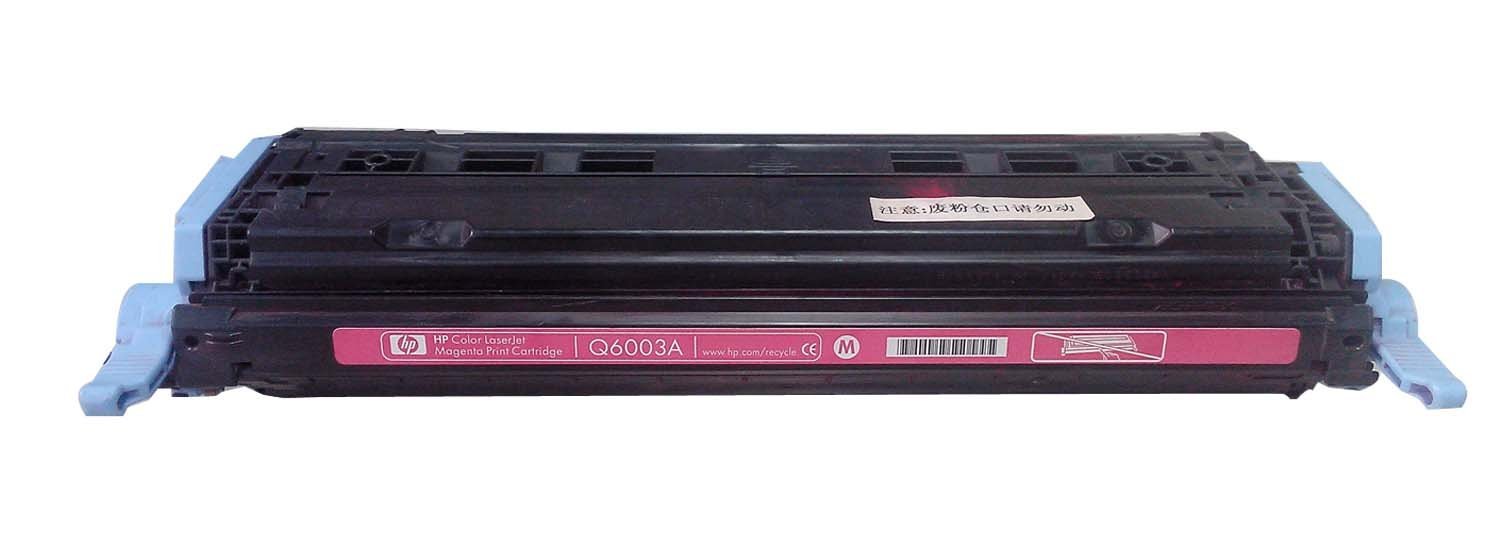 注意:废粉仓口请勿动
hp
HP Color LaserJet
Magenta Print Cartridge
Q6003A
www.hp.com/recycle CE
M